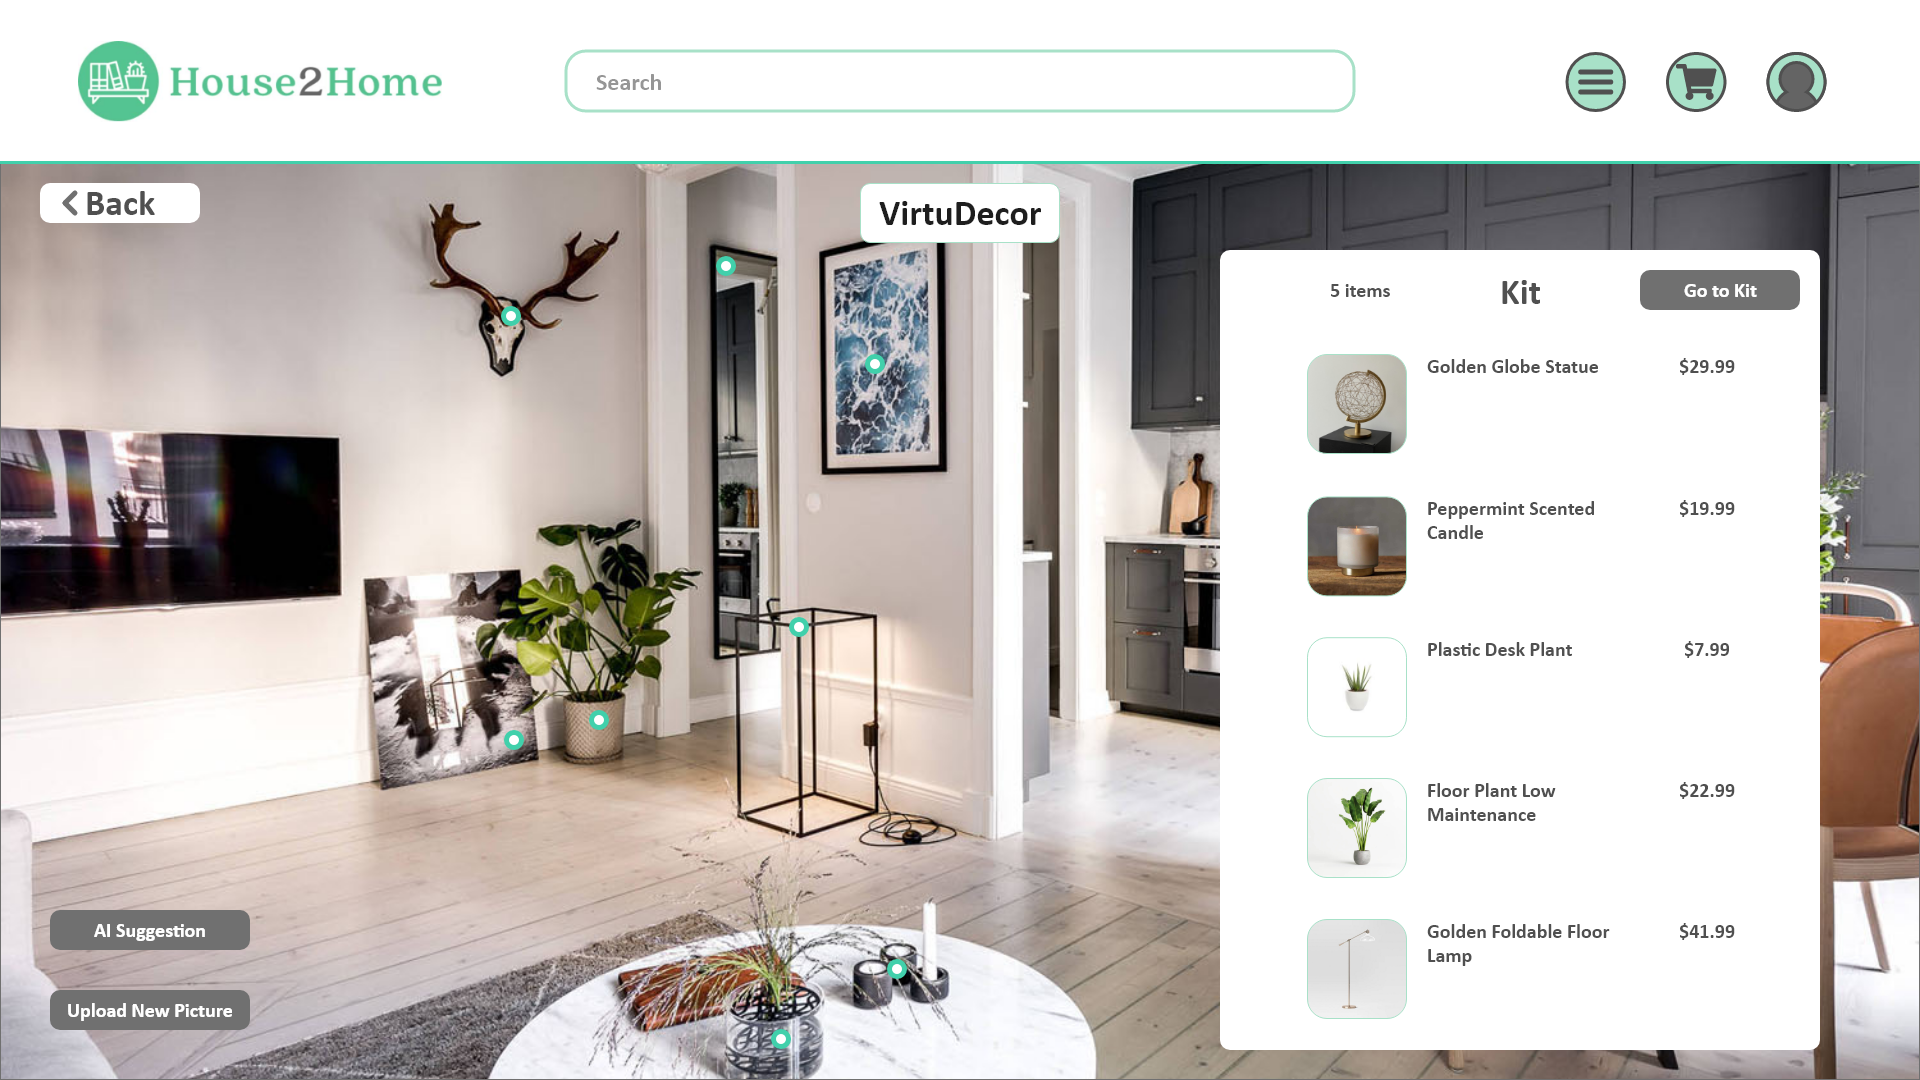 House2Home
Search
Back
VirtuDecor
5 items
Kit
Go to Kit
Golden Globe Statue
$29.99
Peppermint Scented
Candle
$19.99
Plastic Desk Plant
$7.99
Floor Plant Low
Maintenance
$22.99
Golden Foldable Floor
Lamp
$41.99
AI Suggestion
Upload New Picture